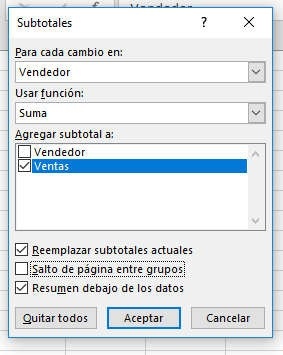 Vendedor
Subtotales
?
Para cada cambio en:
Vendedor
Usar función:
Suma
Agregar subtotal a:
Vendedor
Ventas
Reemplazar subtotales actuales
Salto de página entre grupos
Resumen debajo de los datos
Quitar todos
Aceptar
Cancelar